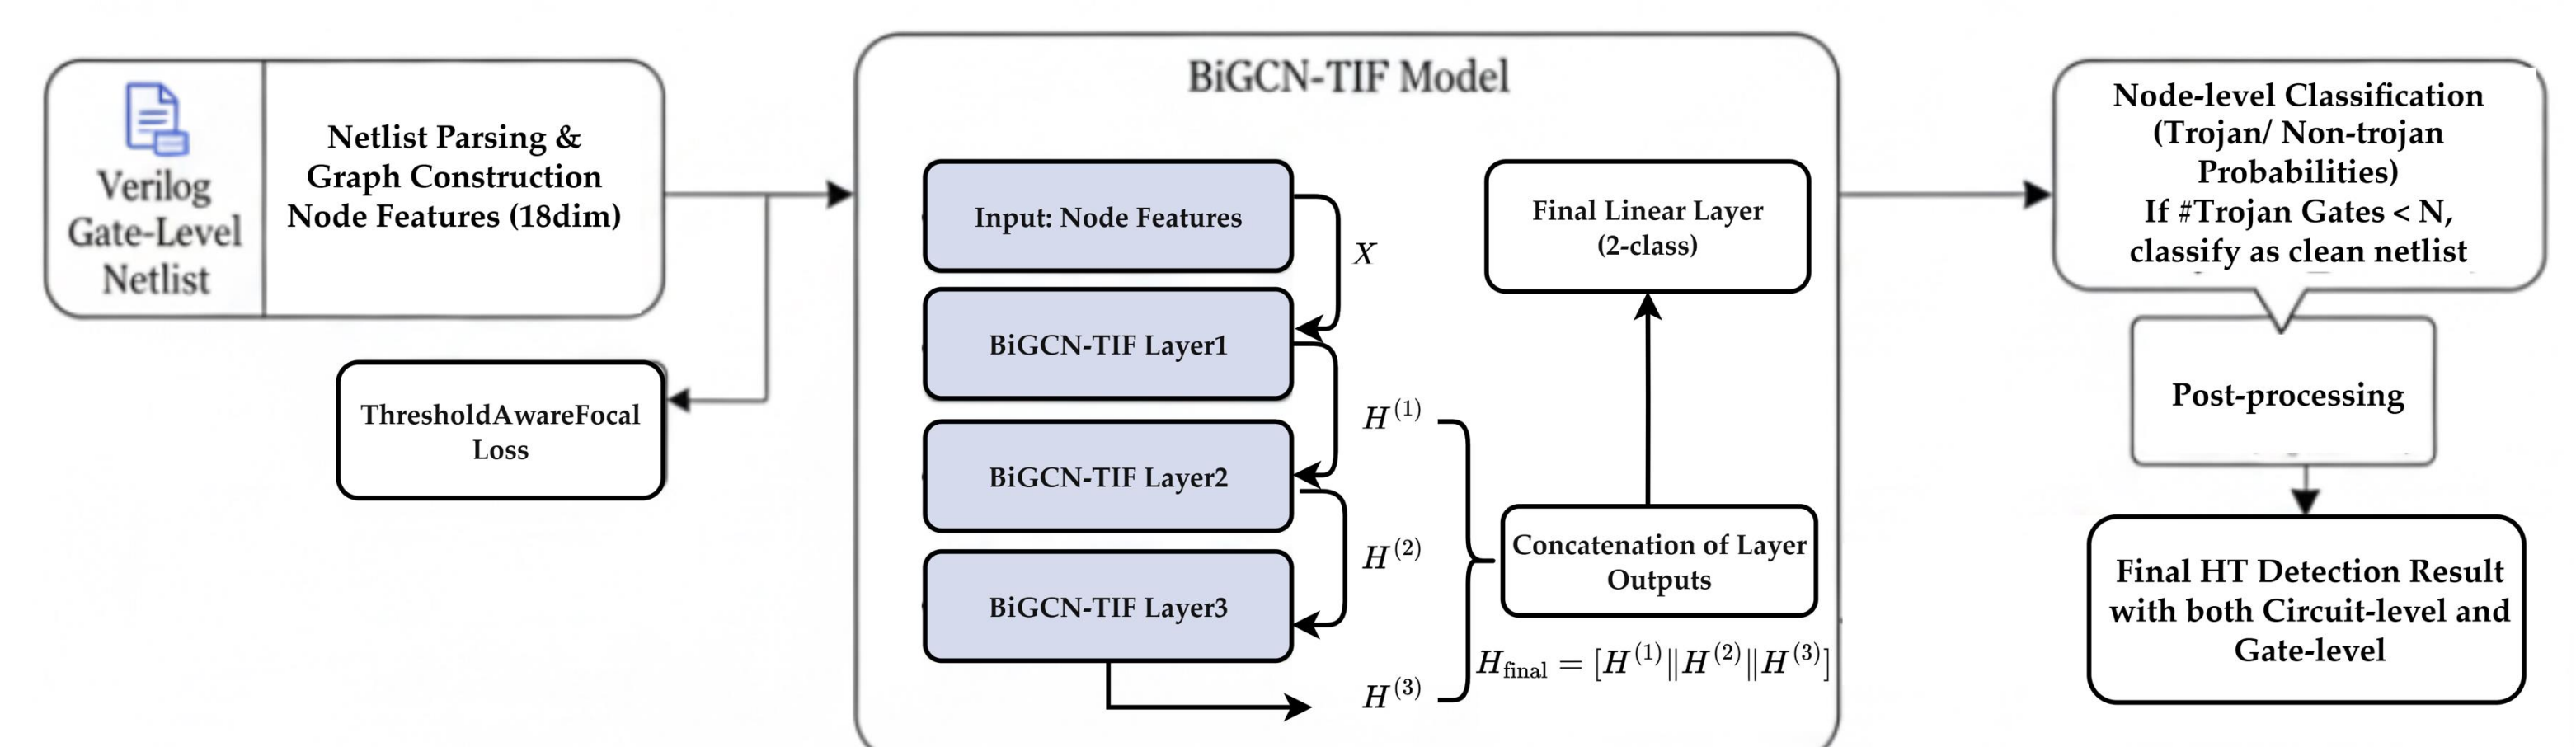 Verilog
Gate-Level
Netlist
Netlist Parsing &
Graph Construction
Node Features (18dim)
ThresholdAwareFocal
Loss
BiGCN-TIF Model
Input: Node Features
X
BiGCN-TIF Layer1
H^{(1)}
BiGCN-TIF Layer2
H^{(2)}
BiGCN-TIF Layer3
H^{(3)}
Final Linear Layer
(2-class)
Concatenation of Layer
Outputs
H_{final} = [H^{(1)}||H^{(2)}||H^{(3)}]
Node-level Classification
(Trojan/ Non-trojan
Probabilities)
If #Trojan Gates < N,
classify as clean netlist
Post-processing
Final HT Detection Result
with both Circuit-level and
Gate-level